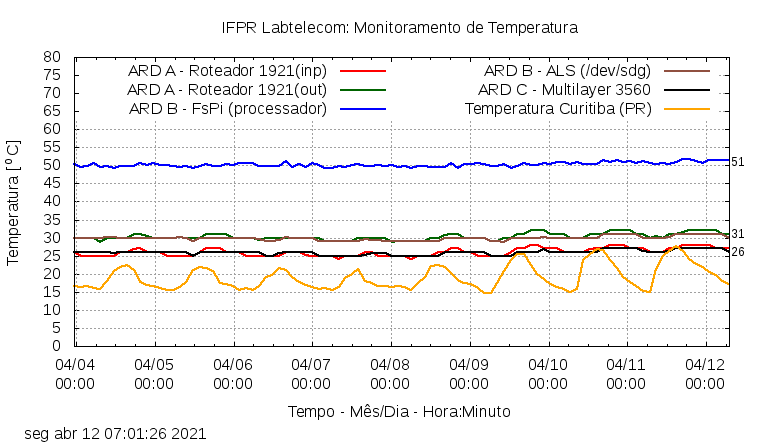 IFPR Labtelecom: Monitoramento de Temperatura
ARD A - Roteador 1921(inp)
ARD A - Roteador 1921(out)
ARD B - FsPi (processador)
ARD B - ALS (/dev/sdg)
ARD C - Multilayer 3560
Temperatura Curitiba (PR)
Temperatura [ºC]
80
75
70
65
60
55
50
45
40
35
30
25
20
15
10
5
0
51
31
26
04/04 04/05 04/06 04/07 04/08 04/09 04/10 04/11 04/12
00:00 00:00 00:00 00:00 00:00 00:00 00:00 00:00 00:00
Tempo - Mês/Dia - Hora:Minuto
seg abr 12 07:01:26 2021